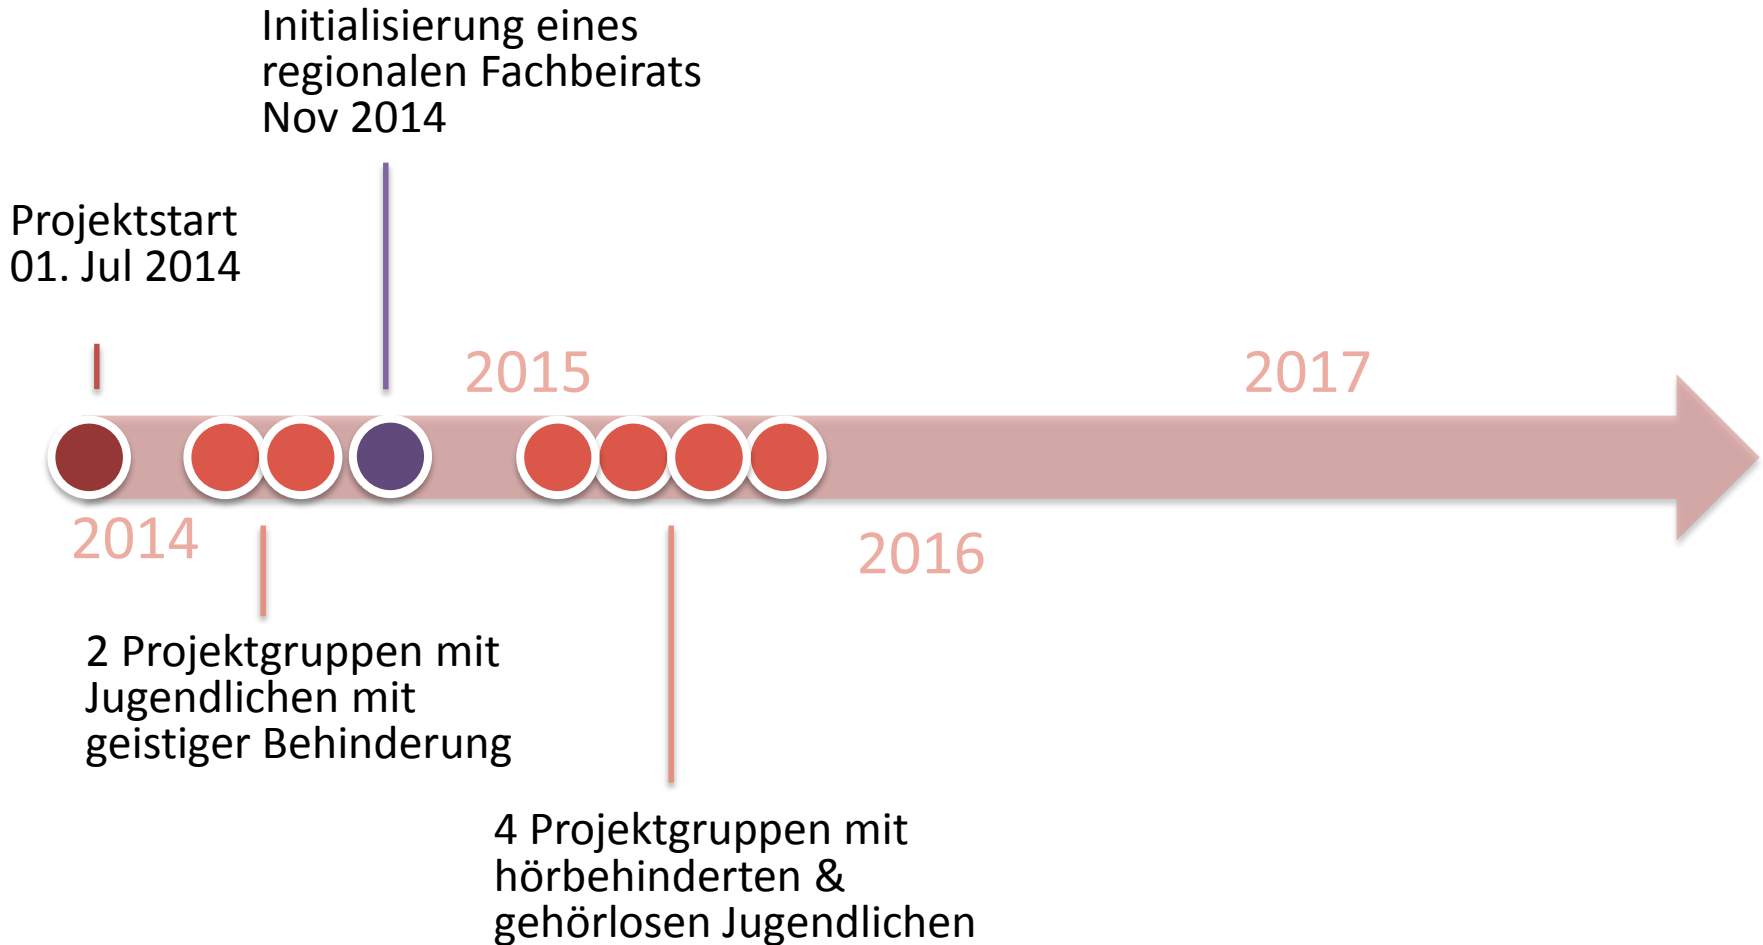 Initialisierung eines
regionalen Fachbeirats
Nov 2014
Projektstart
01. Jul 2014
2015
2017
2014
2016
2 Projektgruppen mit
Jugendlichen mit
geistiger Behinderung
4 Projektgruppen mit
hörbehinderten &
gehörlosen Jugendlichen